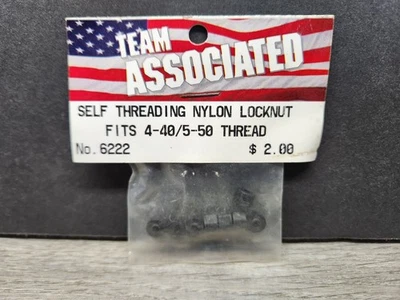 TEAM
ASSOCIATED
SELF THREADING NYLON LOCKNUT
FITS 4-40/5-50 THREAD
No. 6222 $ 2.00